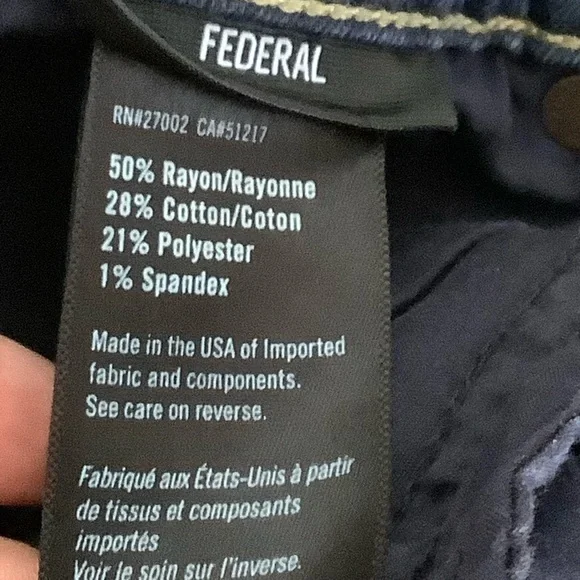 FEDERAL
RN#27002 CA#51217
50% Rayon/Rayonne
28% Cotton/Coton
21% Polyester
1% Spandex
Made in the USA of Imported
fabric and components.
See care on reverse.
Fabriqué aux États-Unis à partir
de tissus et composants
importés
Voir le soin sur l'inverse.